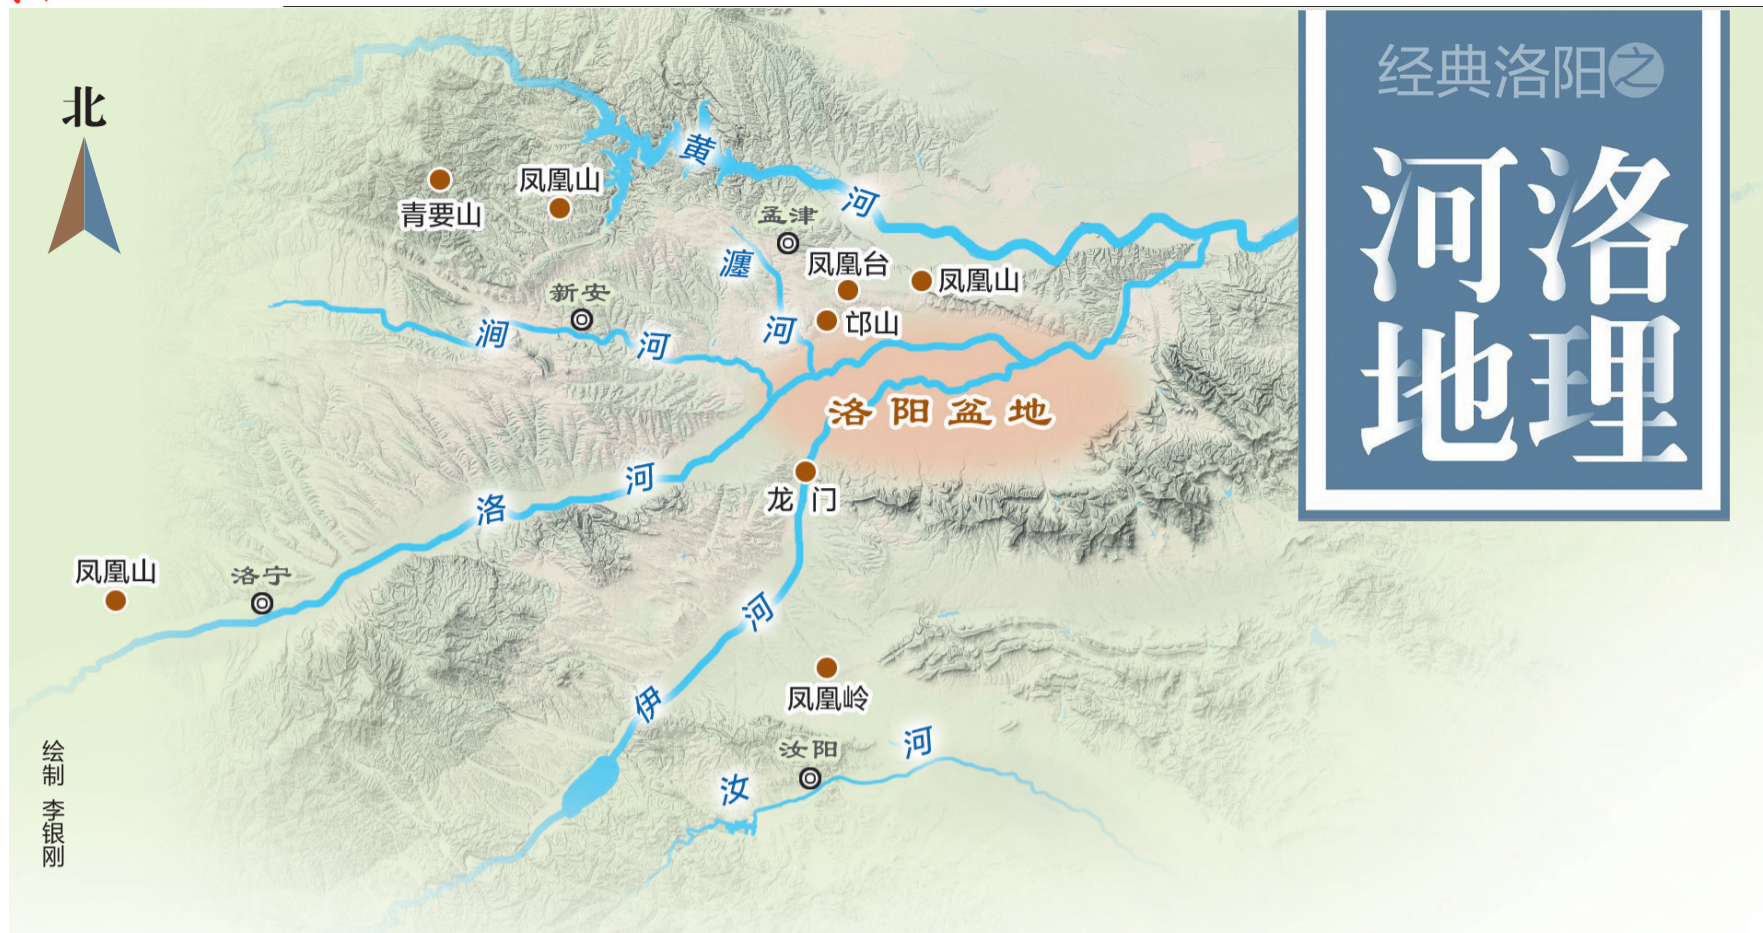 经典洛阳之
河洛
地理
北
黄河
青要山
凤凰山
孟津
瀍河
凤凰台
凤凰山
邙山
新安
涧河
洛阳盆地
龙门
洛河
凤凰山
洛宁
伊河
凤凰岭
汝阳
汝河
绘制 李银刚